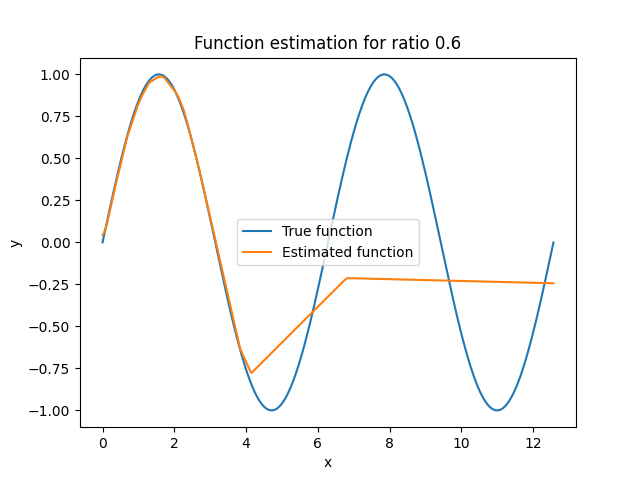 Function estimation for ratio 0.6
1.00
0.75
0.50
0.25
0.00
−0.25
−0.50
−0.75
−1.00
y
True function
Estimated function
0 2 4 6 8 10 12
x